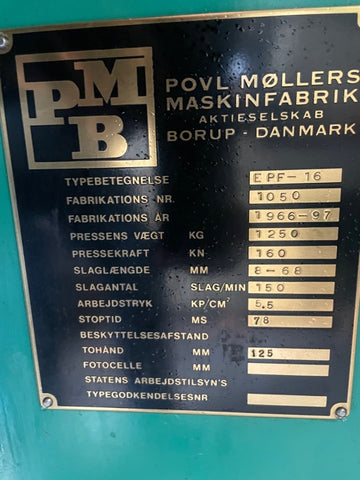 PMB
POVL MØLLERS
MASKINFABRIK
AKTIESELSKAB
BORUP - DANMARK
TYPEBETEGNELSE EPF-16
FABRIKATIONS NR. 1050
FABRIKATIONS ÅR 1966-97
PRESSENS VÆGT KG 1250
PRESSEKRAFT KN 160
SLAGLÆNGDE MM 8-68
SLAGANTAL SLAG/MIN 150
ARBEJDSTRYK KP/CM² 5.5
STOPTID MS 78
BESKYTTELSESAFSTAND
TOHÅND MM 125
FOTOCELLE MM
STATENS ARBEJDSTILSYN'S
TYPEGODKENDELSESNR